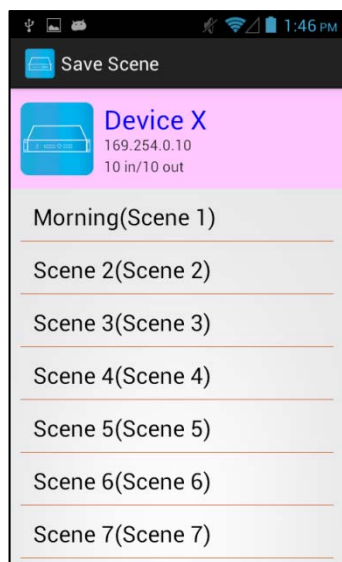 1:46 PM
Save Scene
Device X
169.254.0.10
10 in/10 out
Morning(Scene 1)
Scene 2(Scene 2)
Scene 3(Scene 3)
Scene 4(Scene 4)
Scene 5(Scene 5)
Scene 6(Scene 6)
Scene 7(Scene 7)